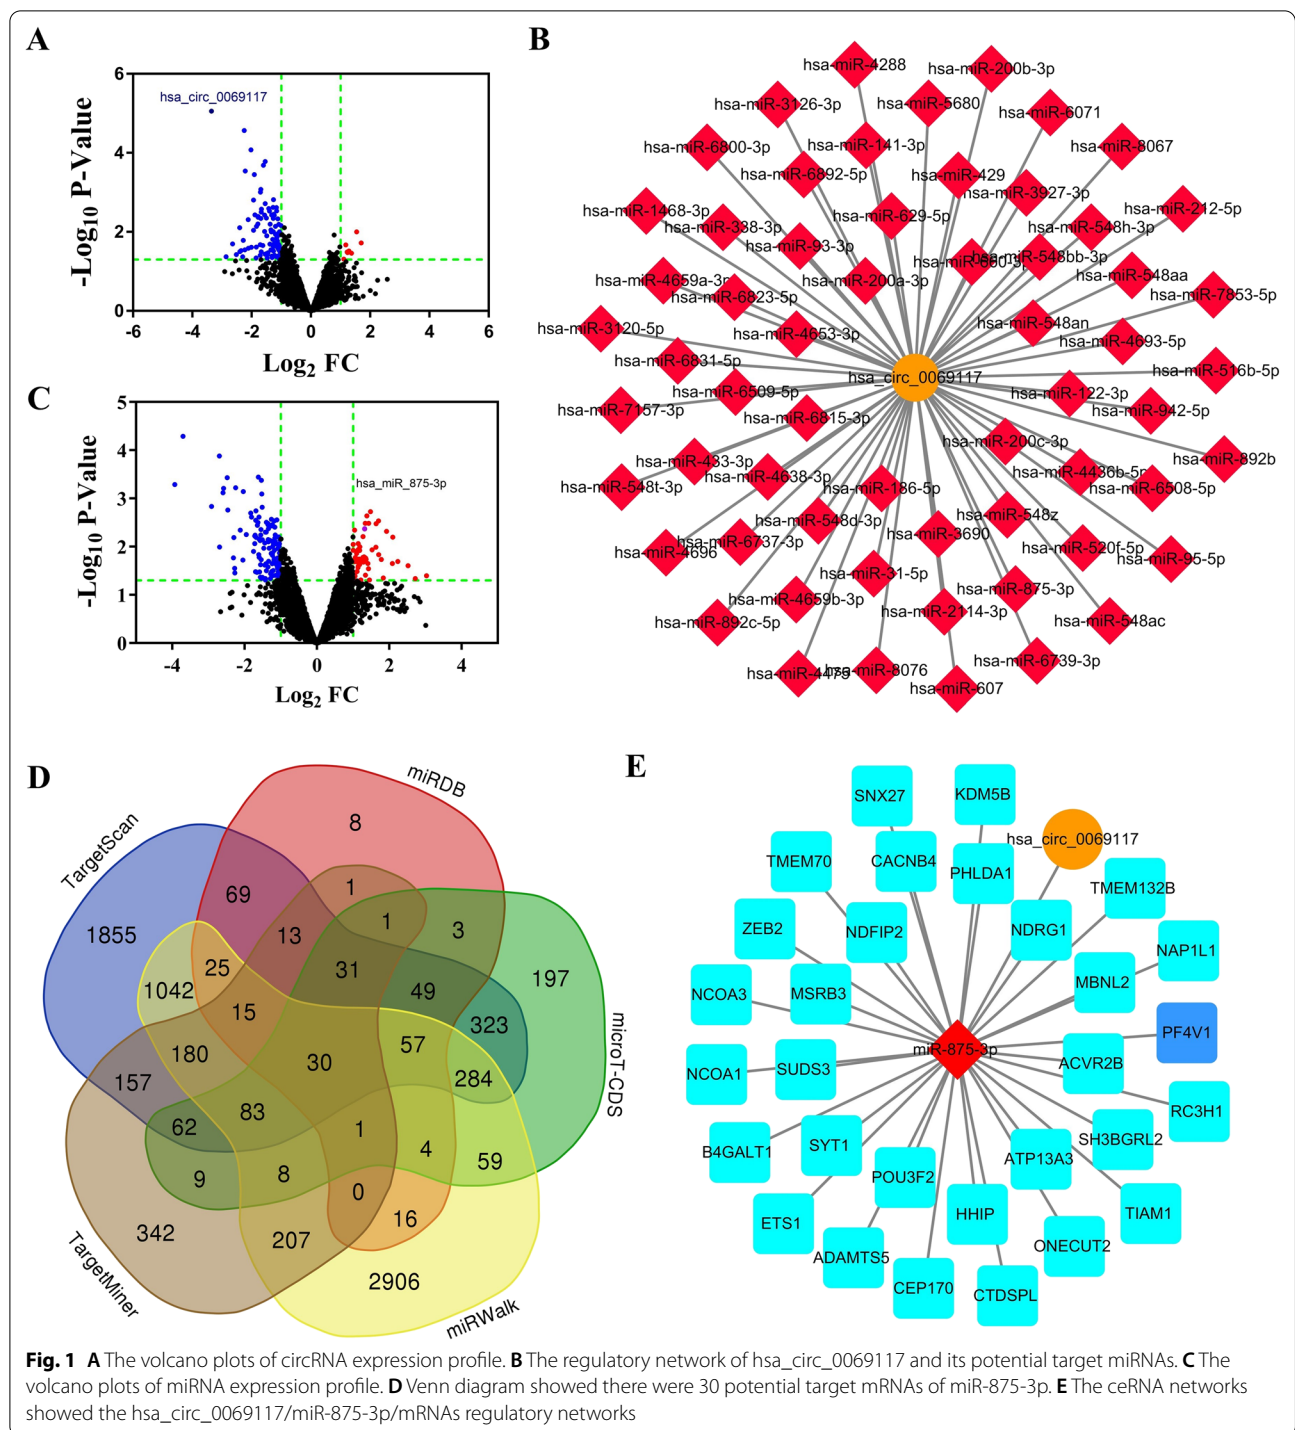 A
-Log10 P-Value
6
4
2
0
hsa_circ_0069117
-6 -4 -2 0 2 4 6
Log2 FC
B
hsa-miR-4288
hsa-miR-200b-3p
hsa-miR-3126-3p
hsa-miR-5680
hsa-miR-6071
hsa-miR-6800-3p
hsa-miR-141-3p
hsa-miR-8067
hsa-miR-6892-5p
hsa-miR-429
hsa-miR-3927-3p
hsa-miR-1468-3p
hsa-miR-212-5p
hsa-miR-338-3p
hsa-miR-629-5p
hsa-miR-548h-3p
hsa-miR-93-3p
hsa-miR-548bb-3p
hsa-miR-4659a-3p
hsa-miR-200a-3p
hsa-miR-548aa
hsa-miR-6823-5p
hsa-miR-7853-5p
hsa-miR-3120-5p
hsa-miR-4653-3p
hsa-miR-548an
hsa-miR-4693-5p
hsa-miR-6831-5p
hsa-miR-516b-5p
hsa_circ_0069117
hsa-miR-6509-5p
hsa-miR-122-3p
hsa-miR-7157-3p
hsa-miR-6815-3p
hsa-miR-942-5p
hsa-miR-200c-3p
hsa-miR-433-3p
hsa-miR-892b
hsa-miR-548t-3p
hsa-miR-4638-3p
hsa-miR-4436b-5p
hsa-miR-186-5p
hsa-miR-6508-5p
hsa-miR-548d-3p
hsa-miR-548z
hsa-miR-4696
hsa-miR-6737-3p
hsa-miR-3690
hsa-miR-520f-5p
hsa-miR-95-5p
hsa-miR-31-5p
hsa-miR-875-3p
hsa-miR-4659b-3p
hsa-miR-892c-5p
hsa-miR-2114-3p
hsa-miR-548ac
hsa-miR-4475
hsa-miR-8076
hsa-miR-6739-3p
hsa-miR-607
C
-Log10 P-Value
5
4
3
2
1
0
hsa_miR_875-3p
-4 -2 0 2 4
Log2 FC
D
miRDB
TargetScan
microT-CDS
TargetMiner
miRWalk
8
69
1
1855
13
1
3
25
31
197
1042
15
49
323
180
30
57
157
284
62
83
1
4
59
9
8
0
342
207
16
2906
E
SNX27
KDM5B
hsa_circ_0069117
TMEM70
CACNB4
PHLDA1
TMEM132B
ZEB2
NDFIP2
NDRG1
NAP1L1
NCOA3
MSRB3
MBNL2
PF4V1
miR-875-3p
NCOA1
SUDS3
ACVR2B
RC3H1
B4GALT1
SYT1
SH3BGRL2
POU3F2
ATP13A3
ETS1
HHIP
TIAM1
ADAMTS5
ONECUT2
CEP170
CTDSPL
Fig. 1 A The volcano plots of circRNA expression profile. B The regulatory network of hsa_circ_0069117 and its potential target miRNAs. C The
volcano plots of miRNA expression profile. D Venn diagram showed there were 30 potential target mRNAs of miR-875-3p. E The ceRNA networks
showed the hsa_circ_0069117/miR-875-3p/mRNAs regulatory networks